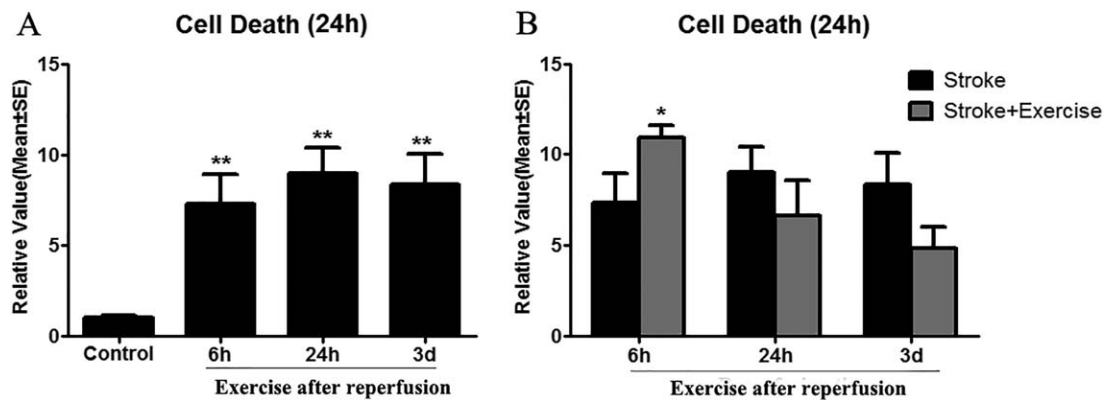 A
Cell Death (24h)
Relative Value(Mean±SE)
15
10
5
0
**
**
**
Control
6h
24h
3d
Exercise after reperfusion
B
Cell Death (24h)
Relative Value(Mean±SE)
15
10
5
0
*
Stroke
Stroke+Exercise
6h
24h
3d
Exercise after reperfusion